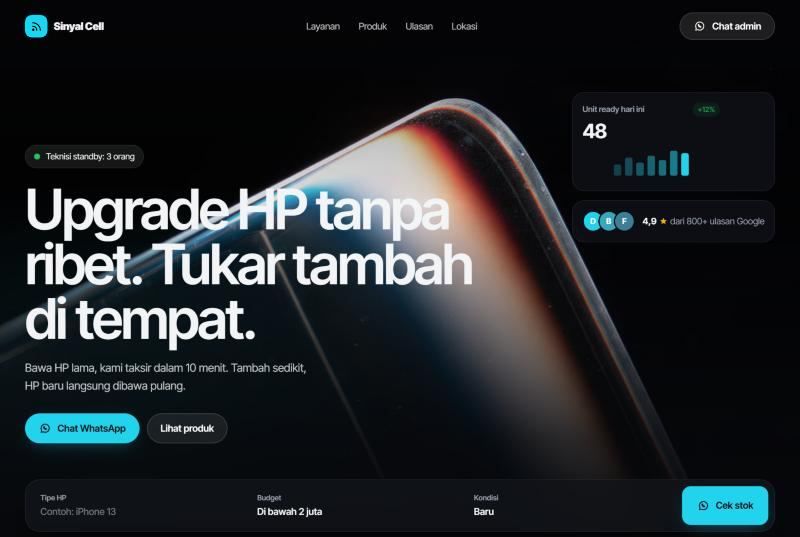 Sinyal Cell
Layanan
Produk
Ulasan
Lokasi
Chat admin
Unit ready hari ini
+12%
48
Teknisi standby: 3 orang
D B F
4,9 ★ dari 800+ ulasan Google
Upgrade HP tanpa
ribet. Tukar tambah
di tempat.
Bawa HP lama, kami taksir dalam 10 menit. Tambah sedikit,
HP baru langsung dibawa pulang.
Chat WhatsApp
Lihat produk
Tipe HP
Contoh: iPhone 13
Budget
Di bawah 2 juta
Kondisi
Baru
Cek stok